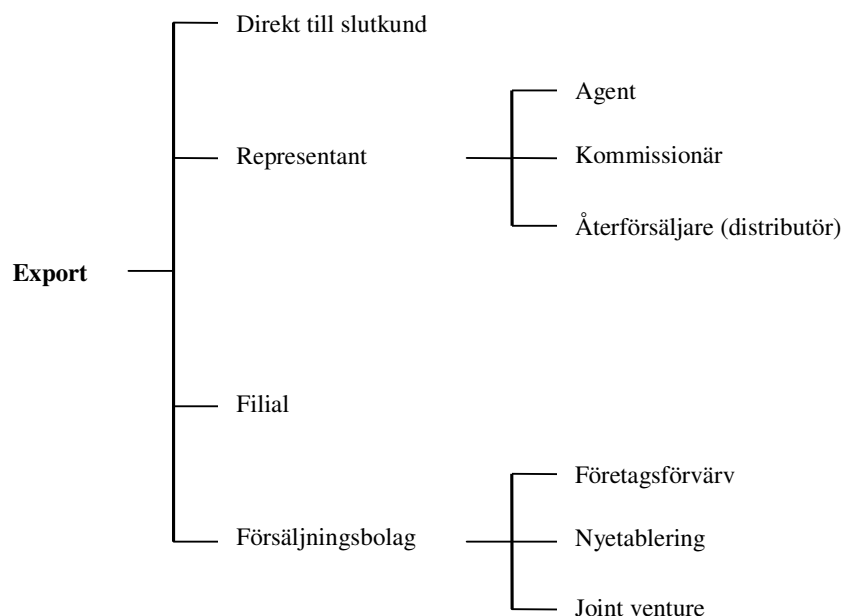 Direkt till slutkund
Agent
Representant
Kommissionär
Återförsäljare (distributör)
Export
Filial
Företagsförvärv
Försäljningsbolag
Nyetablering
Joint venture